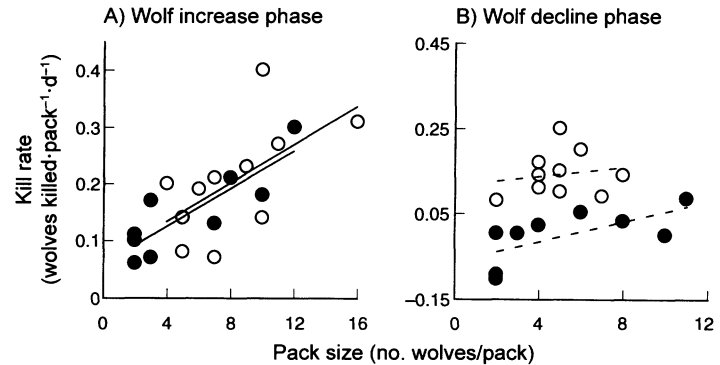 A) Wolf increase phase
B) Wolf decline phase
Kill rate
(wolves killed·pack⁻¹·d⁻¹)
0.4
0.3
0.2
0.1
0
0 4 8 12 16
0.45
0.25
0.05
−0.15
0 4 8 12
Pack size (no. wolves/pack)